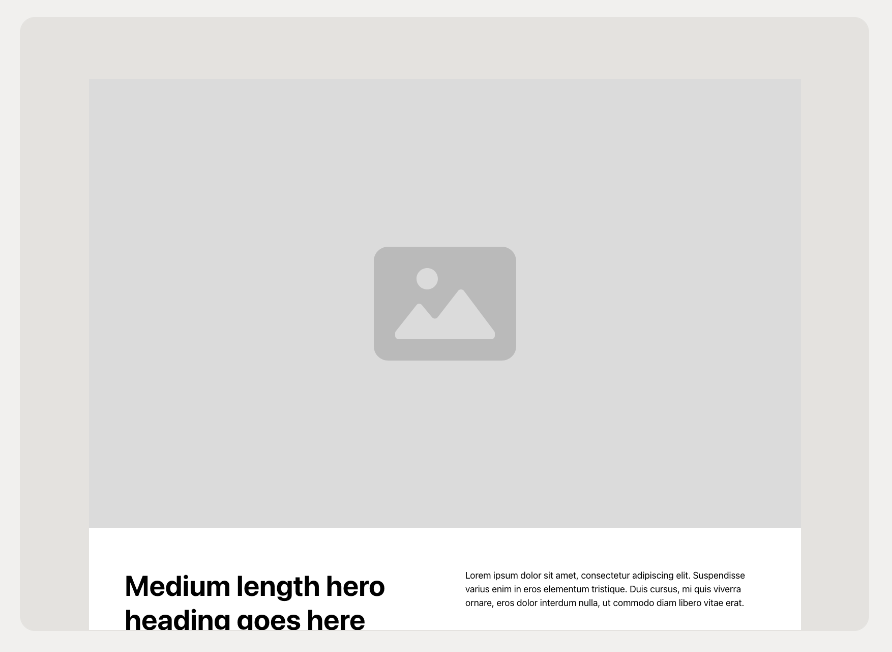 Medium length hero
heading goes here
Lorem ipsum dolor sit amet, consectetur adipiscing elit. Suspendisse
varius enim in eros elementum tristique. Duis cursus, mi quis viverra
ornare, eros dolor interdum nulla, ut commodo diam libero vitae erat.